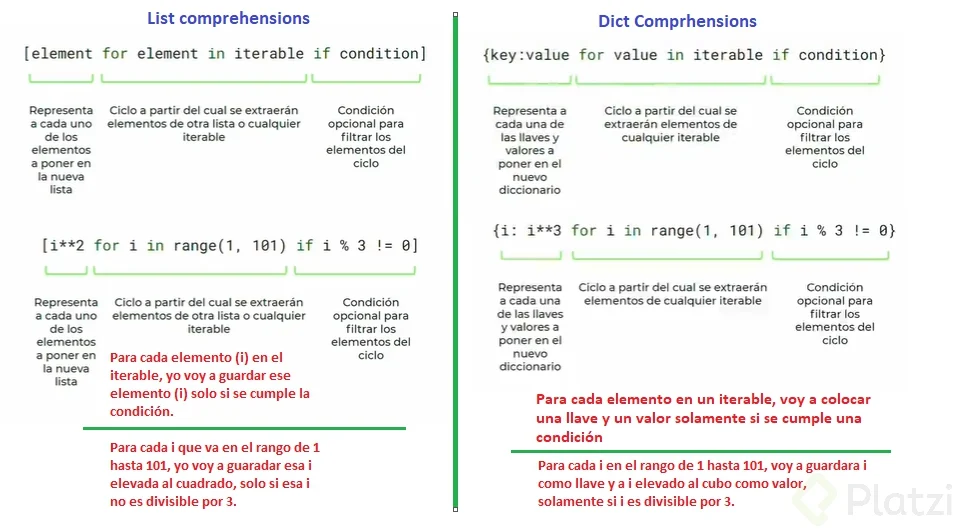 List comprehensions
[element for element in iterable if condition]
Representa
a cada uno
de los
elementos
a poner en
la nueva
lista
Ciclo a partir del cual se extraerán
elementos de otra lista o cualquier
iterable
Condición
opcional para
filtrar los
elementos del
ciclo
[i**2 for i in range(1, 101) if i % 3 != 0]
Representa
a cada uno
de los
elementos
a poner en
la nueva
lista
Ciclo a partir del cual se extraerán
elementos de otra lista o cualquier
iterable
Condición
opcional para
filtrar los
elementos del
ciclo
Para cada elemento (i) en el
iterable, yo voy a guardar ese
elemento (i) solo si se cumple la
condición.
Para cada i que va en el rango de 1
hasta 101, yo voy a guaradar esa i
elevada al cuadrado, solo si esa i
no es divisible por 3.
Dict Comprhensions
{key:value for value in iterable if condition}
Representa a
cada una de
las llaves y
valores a
poner en el
nuevo
diccionario
Ciclo a partir del cual se
extraerán elementos de
cualquier iterable
Condición
opcional para
filtrar los
elementos del
ciclo
{i: i**3 for i in range(1, 101) if i % 3 != 0}
Representa
a cada una
de las llaves
y valores a
poner en el
nuevo
diccionario
Ciclo a partir del cual se extraerán
elementos de cualquier iterable
Condición
opcional para
filtrar los
elementos del
ciclo
Para cada elemento en un iterable, voy a colocar
una llave y un valor solamente si se cumple una
condición
Para cada i en el rango de 1 hasta 101, voy a guardara i
como llave y a i elevado al cubo como valor,
solamente si i es divisible por 3.
Platzi